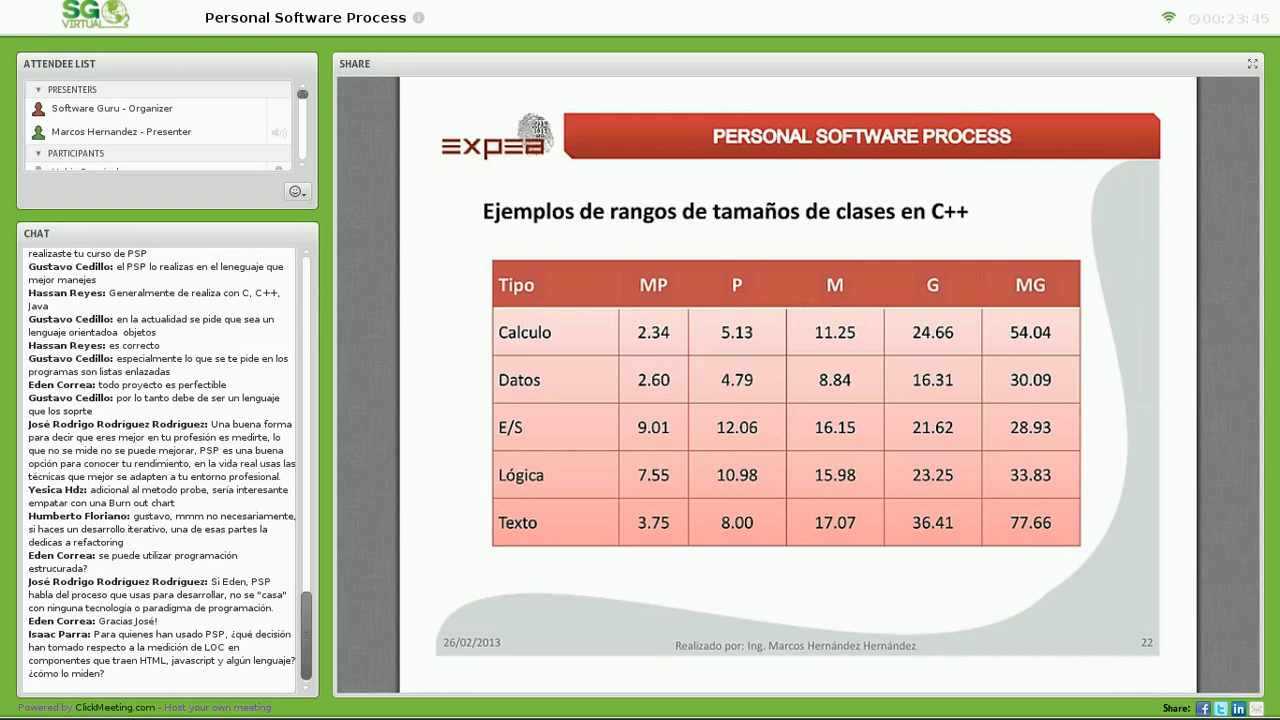 SG
VIRTUAL
Personal Software Process
00:23:45
ATTENDEE LIST
PRESENTERS
Software Guru - Organizer
Marcos Hernandez - Presenter
PARTICIPANTS
CHAT
realizaste tu curso de PSP
Gustavo Cedillo: el PSP lo realizas en el leneguaje que
mejor manejes
Hassan Reyes: Generalmente de realiza con C, C++,
Java
Gustavo Cedillo: en la actualidad se pide que sea un
lenguaje orientadoa objetos
Hassan Reyes: es correcto
Gustavo Cedillo: especialmente lo que se te pide en los
programas son listas enlazadas
Eden Correa: todo proyecto es perfectible
Gustavo Cedillo: por lo tanto debe de ser un lenguaje
que los soprte
José Rodrigo Rodríguez Rodríguez: Una buena forma
para decir que eres mejor en tu profesión es medirte, lo
que no se mide no se puede mejorar, PSP es una buena
opción para conocer tu rendimiento, en la vida real usas las
técnicas que mejor se adapten a tu entorno profesional.
Yesica Hdz: adicional al metodo probe, sería interesante
empatar con una Burn out chart
Humberto Floriano: gustavo, mmm no necesariamente,
si haces un desarrollo iterativo, una de esas partes la
dedicas a refactoring
Eden Correa: se puede utilizar programación
estrucurada?
José Rodrigo Rodríguez Rodríguez: Si Eden, PSP
habla del proceso que usas para desarrollar, no se "casa"
con ninguna tecnología o paradigma de programación.
Eden Correa: Gracias José!
Isaac Parra: Para quienes han usado PSP, ¿qué decisión
han tomado respecto a la medición de LOC en
componentes que traen HTML, javascript y algún lenguaje?
¿cómo lo miden?
SHARE
EXPEA
PERSONAL SOFTWARE PROCESS
Ejemplos de rangos de tamaños de clases en C++
Tipo MP P M G MG
Calculo 2.34 5.13 11.25 24.66 54.04
Datos 2.60 4.79 8.84 16.31 30.09
E/S 9.01 12.06 16.15 21.62 28.93
Lógica 7.55 10.98 15.98 23.25 33.83
Texto 3.75 8.00 17.07 36.41 77.66
26/02/2013
Realizado por: Ing. Marcos Hernández Hernández
22
Powered by ClickMeeting.com - Host your own meeting
Share: